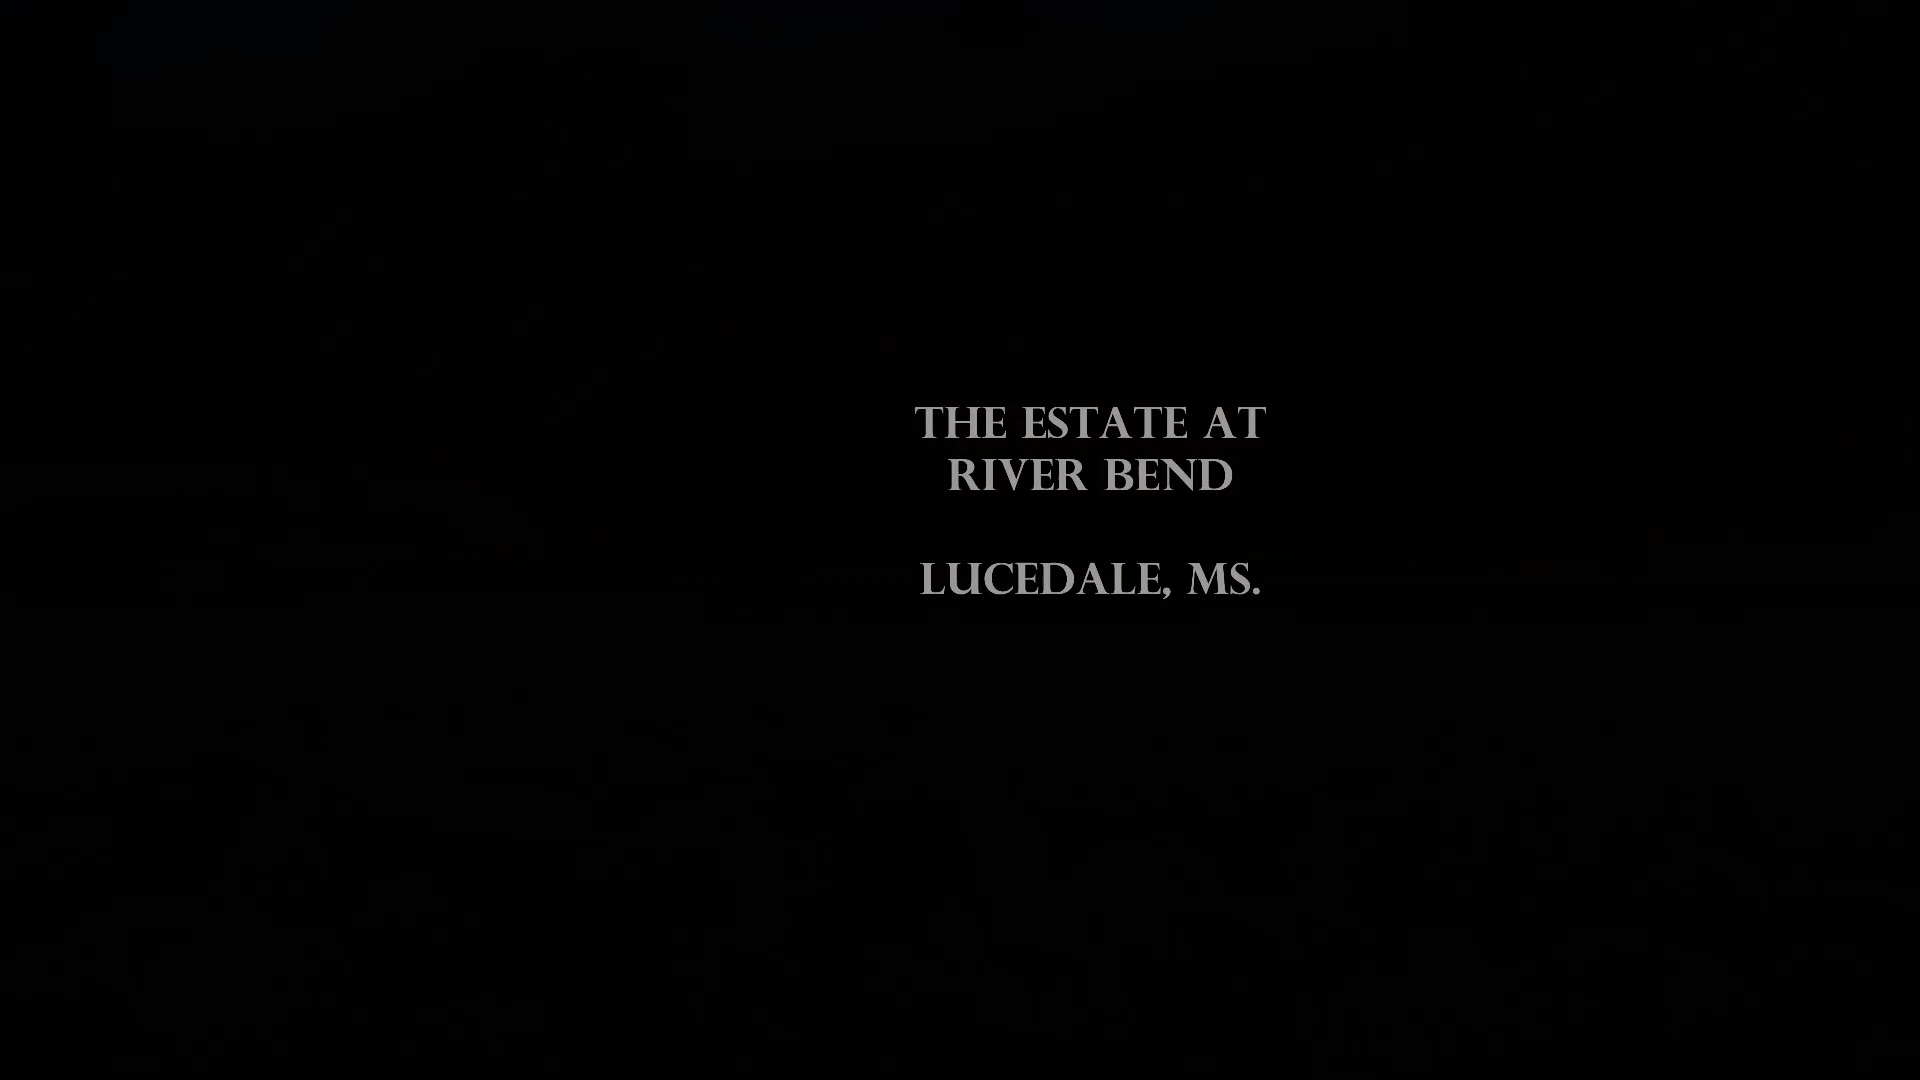 THE ESTATE AT
RIVER BEND
LUCEDALE, MS.